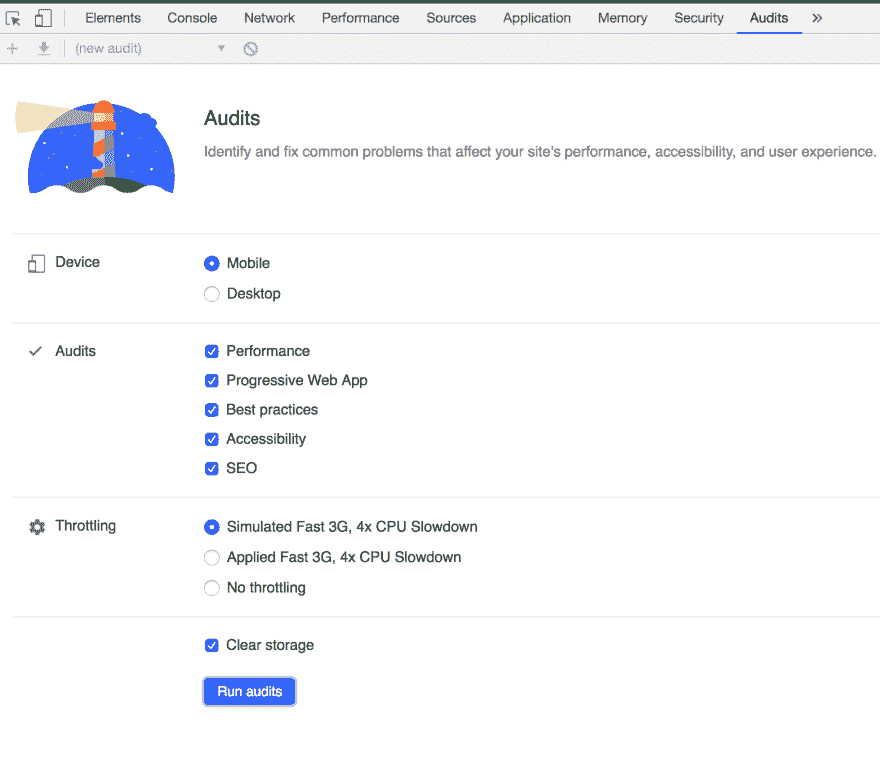 Elements Console Network Performance Sources Application Memory Security Audits »
(new audit)
Audits
Identify and fix common problems that affect your site's performance, accessibility, and user experience.
Device
Mobile
Desktop
Audits
Performance
Progressive Web App
Best practices
Accessibility
SEO
Throttling
Simulated Fast 3G, 4x CPU Slowdown
Applied Fast 3G, 4x CPU Slowdown
No throttling
Clear storage
Run audits